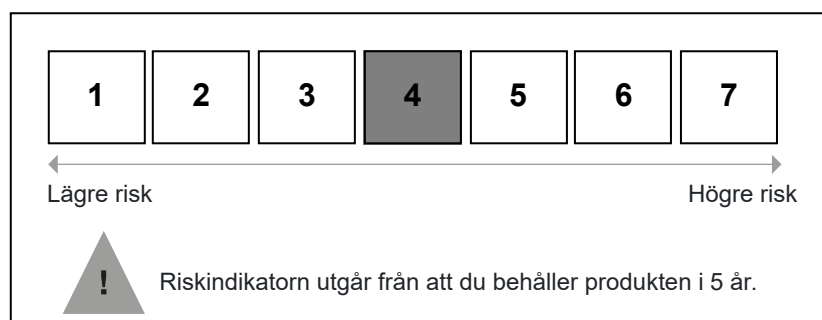 1 2 3 4 5 6 7
Lägre risk Högre risk
! Riskindikatorn utgår från att du behåller produkten i 5 år.